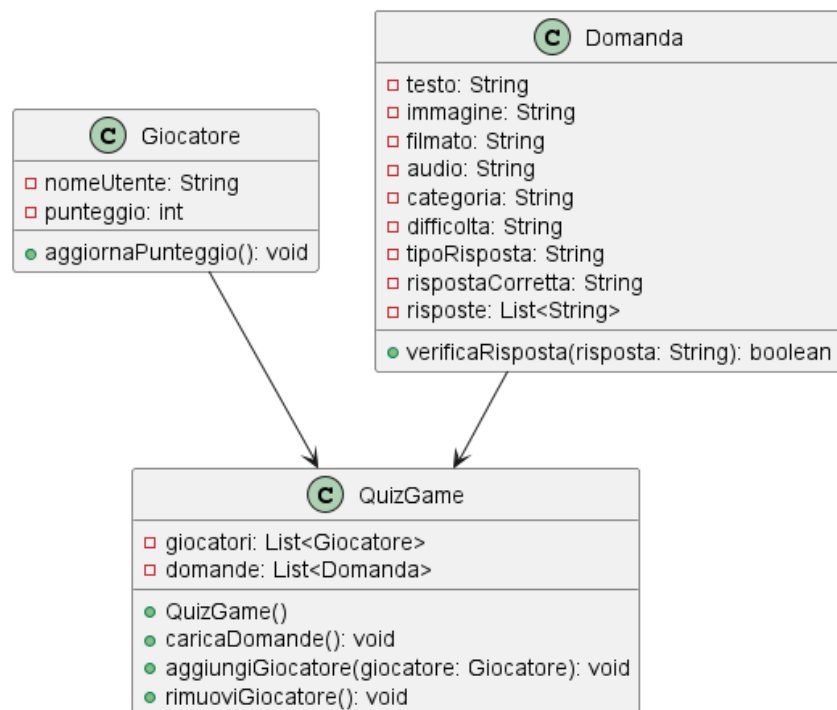 C Domanda
testo: String
immagine: String
filmato: String
audio: String
categoria: String
difficolta: String
tipoRisposta: String
rispostaCorretta: String
risposte: List<String>
verificaRisposta(risposta: String): boolean
C Giocatore
nomeUtente: String
punteggio: int
aggiornaPunteggio(): void
C QuizGame
giocatori: List<Giocatore>
domande: List<Domanda>
QuizGame()
caricaDomande(): void
aggiungiGiocatore(giocatore: Giocatore): void
rimuoviGiocatore(): void